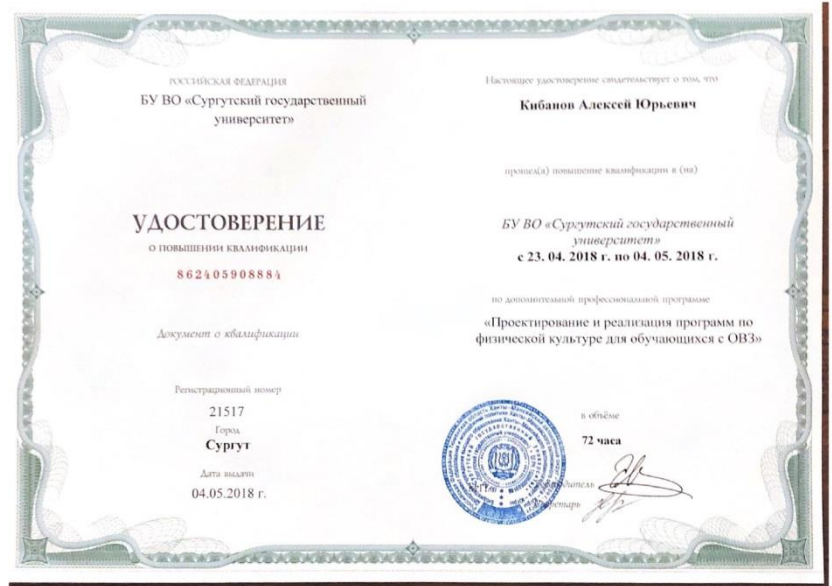 РОССИЙСКАЯ ФЕДЕРАЦИЯ
БУ ВО «Сургутский государственный
университет»
УДОСТОВЕРЕНИЕ
О ПОВЫШЕНИИ КВАЛИФИКАЦИИ
862405908884
Документ о квалификации
Регистрационный номер
21517
Город
Сургут
Дата выдачи
04.05.2018 г.
Настоящее удостоверение свидетельствует о том, что
Кибанов Алексей Юрьевич
прошел(а) повышение квалификации в (на)
БУ ВО «Сургутский государственный
университет»
с 23. 04. 2018 г. по 04. 05. 2018 г.
по дополнительной профессиональной программе
«Проектирование и реализация программ по
физической культуре для обучающихся с ОВЗ»
в объёме
72 часа
Руководитель
Секретарь